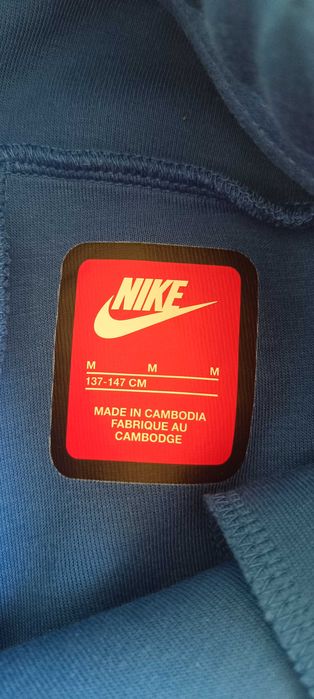 NIKE
M M M
137-147 CM
MADE IN CAMBODIA
FABRIQUE AU
CAMBODGE